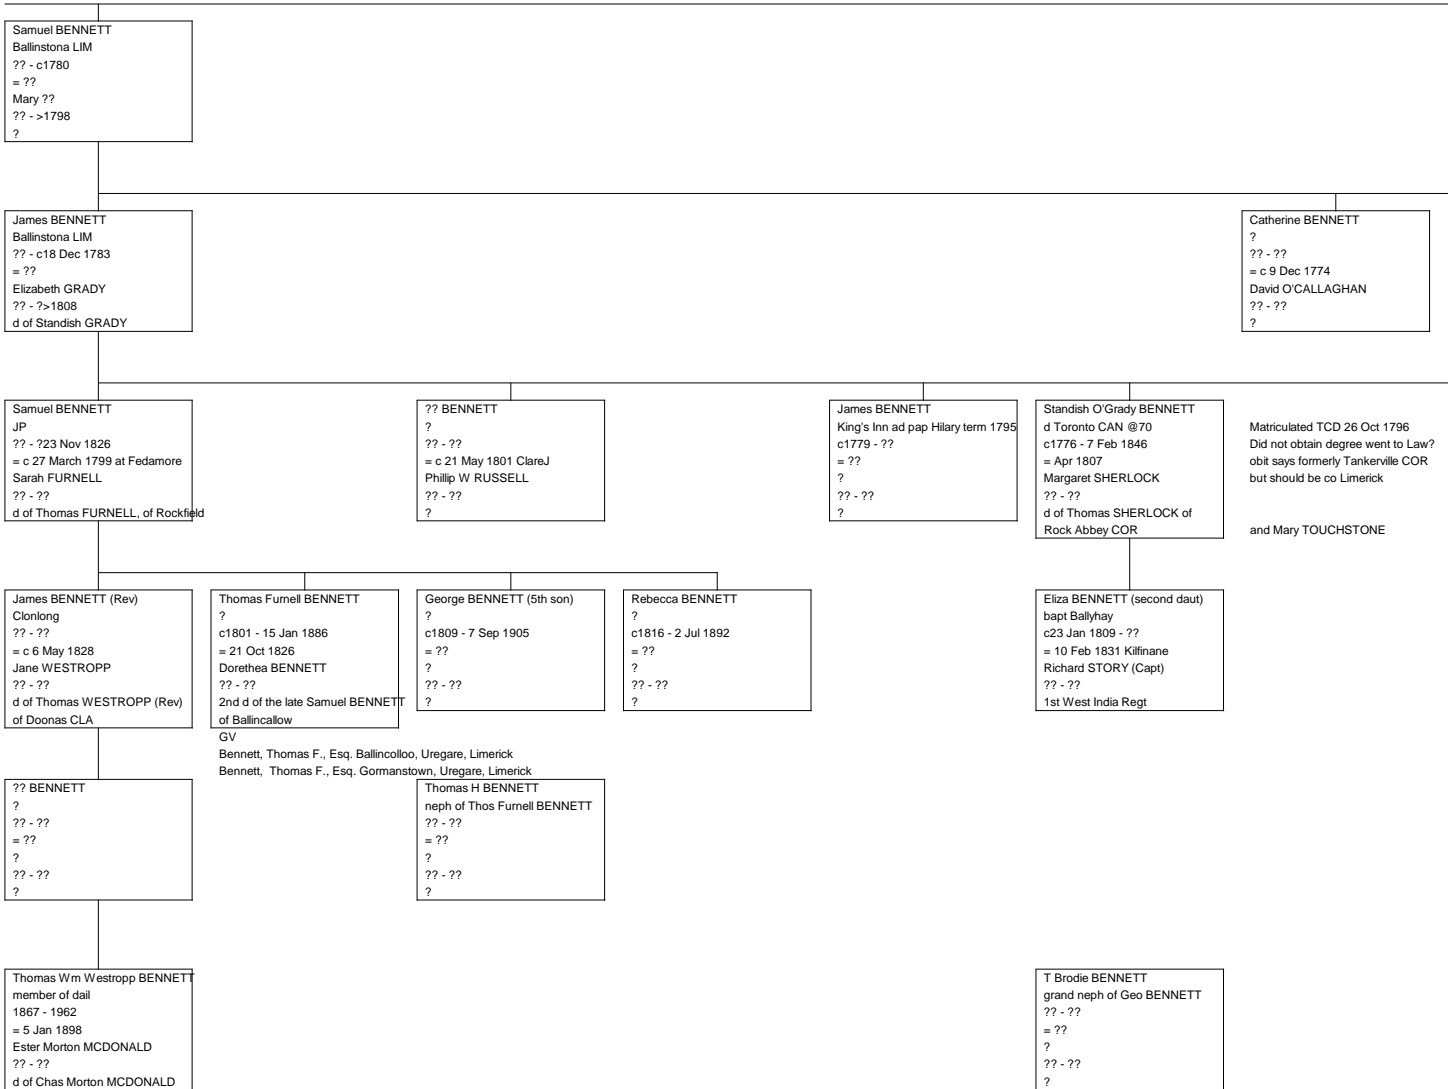 Samuel BENNETT
Ballinstona LIM
?? - c1780
= ??
Mary ??
?? - >1798
?
James BENNETT
Ballinstona LIM
?? - c18 Dec 1783
= ??
Elizabeth GRADY
?? - ?>1808
d of Standish GRADY
Catherine BENNETT
?
?? - ??
= c 9 Dec 1774
David O'CALLAGHAN
?? - ??
?
Samuel BENNETT
JP
?? - ?23 Nov 1826
= c 27 March 1799 at Fedamore
Sarah FURNELL
?? - ??
d of Thomas FURNELL, of Rockfield
?? BENNETT
?
?? - ??
= c 21 May 1801 ClareJ
Phillip W RUSSELL
?? - ??
?
James BENNETT
King's Inn ad pap Hilary term 1795
c1779 - ??
= ??
?
?? - ??
?
Standish O'Grady BENNETT
d Toronto CAN @70
c1776 - 7 Feb 1846
= Apr 1807
Margaret SHERLOCK
?? - ??
d of Thomas SHERLOCK of
Rock Abbey COR
Matriculated TCD 26 Oct 1796
Did not obtain degree went to Law?
obit says formerly Tankerville COR
but should be co Limerick
and Mary TOUCHSTONE
James BENNETT (Rev)
Clonlong
?? - ??
= c 6 May 1828
Jane WESTROPP
?? - ??
d of Thomas WESTROPP (Rev)
of Doonas CLA
Thomas Furnell BENNETT
?
c1801 - 15 Jan 1886
= 21 Oct 1826
Dorethea BENNETT
?? - ??
2nd d of the late Samuel BENNETT
of Ballincallow
GV
Bennett, Thomas F., Esq. Ballincolloo, Uregare, Limerick
Bennett, Thomas F., Esq. Gormanstown, Uregare, Limerick
George BENNETT (5th son)
?
c1809 - 7 Sep 1905
= ??
?
?? - ??
?
Rebecca BENNETT
?
c1816 - 2 Jul 1892
= ??
?
?? - ??
?
Eliza BENNETT (second daut)
bapt Ballyhay
c23 Jan 1809 - ??
= 10 Feb 1831 Kilfinane
Richard STORY (Capt)
?? - ??
1st West India Regt
?? BENNETT
?
?? - ??
= ??
?
?? - ??
?
Thomas H BENNETT
neph of Thos Furnell BENNETT
?? - ??
= ??
?
?? - ??
?
Thomas Wm Westropp BENNETT
member of dail
1867 - 1962
= 5 Jan 1898
Ester Morton MCDONALD
?? - ??
d of Chas Morton MCDONALD
T Brodie BENNETT
grand neph of Geo BENNETT
?? - ??
= ??
?
?? - ??
?